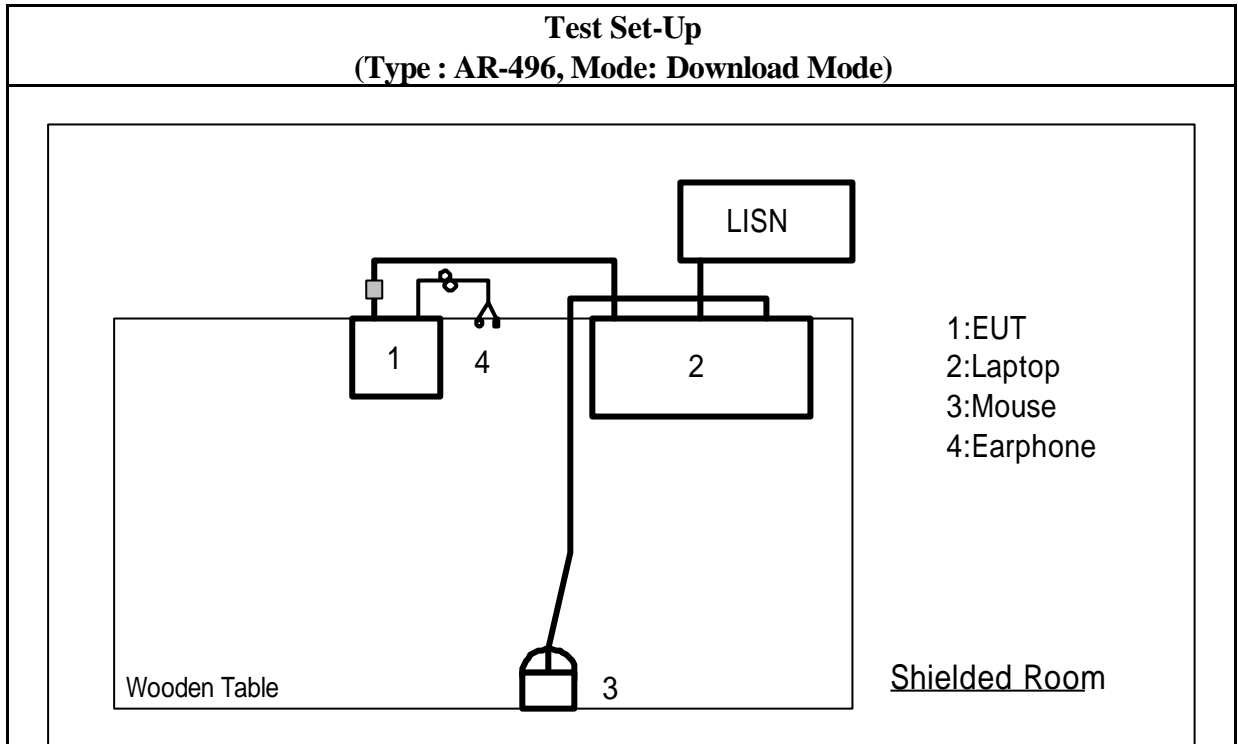 Test Set-Up
(Type : AR-496, Mode: Download Mode)
LISN
1
4
2
1:EUT
2:Laptop
3:Mouse
4:Earphone
Wooden Table
3
Shielded Room